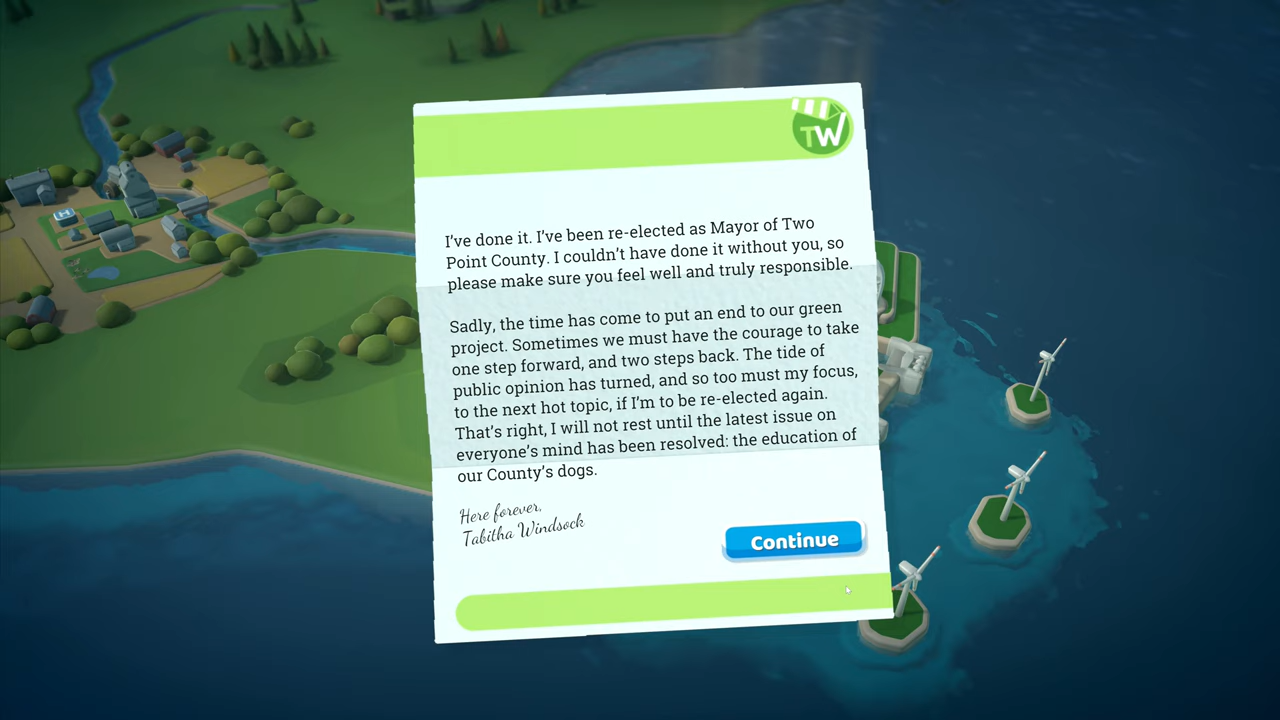 TW
I've done it. I've been re-elected as Mayor of Two
Point County. I couldn't have done it without you, so
please make sure you feel well and truly responsible.
Sadly, the time has come to put an end to our green
project. Sometimes we must have the courage to take
one step forward, and two steps back. The tide of
public opinion has turned, and so too must my focus,
to the next hot topic, if I'm to be re-elected again.
That's right, I will not rest until the latest issue on
everyone's mind has been resolved: the education of
our County's dogs.
Here forever,
Tabitha Windsock
Continue